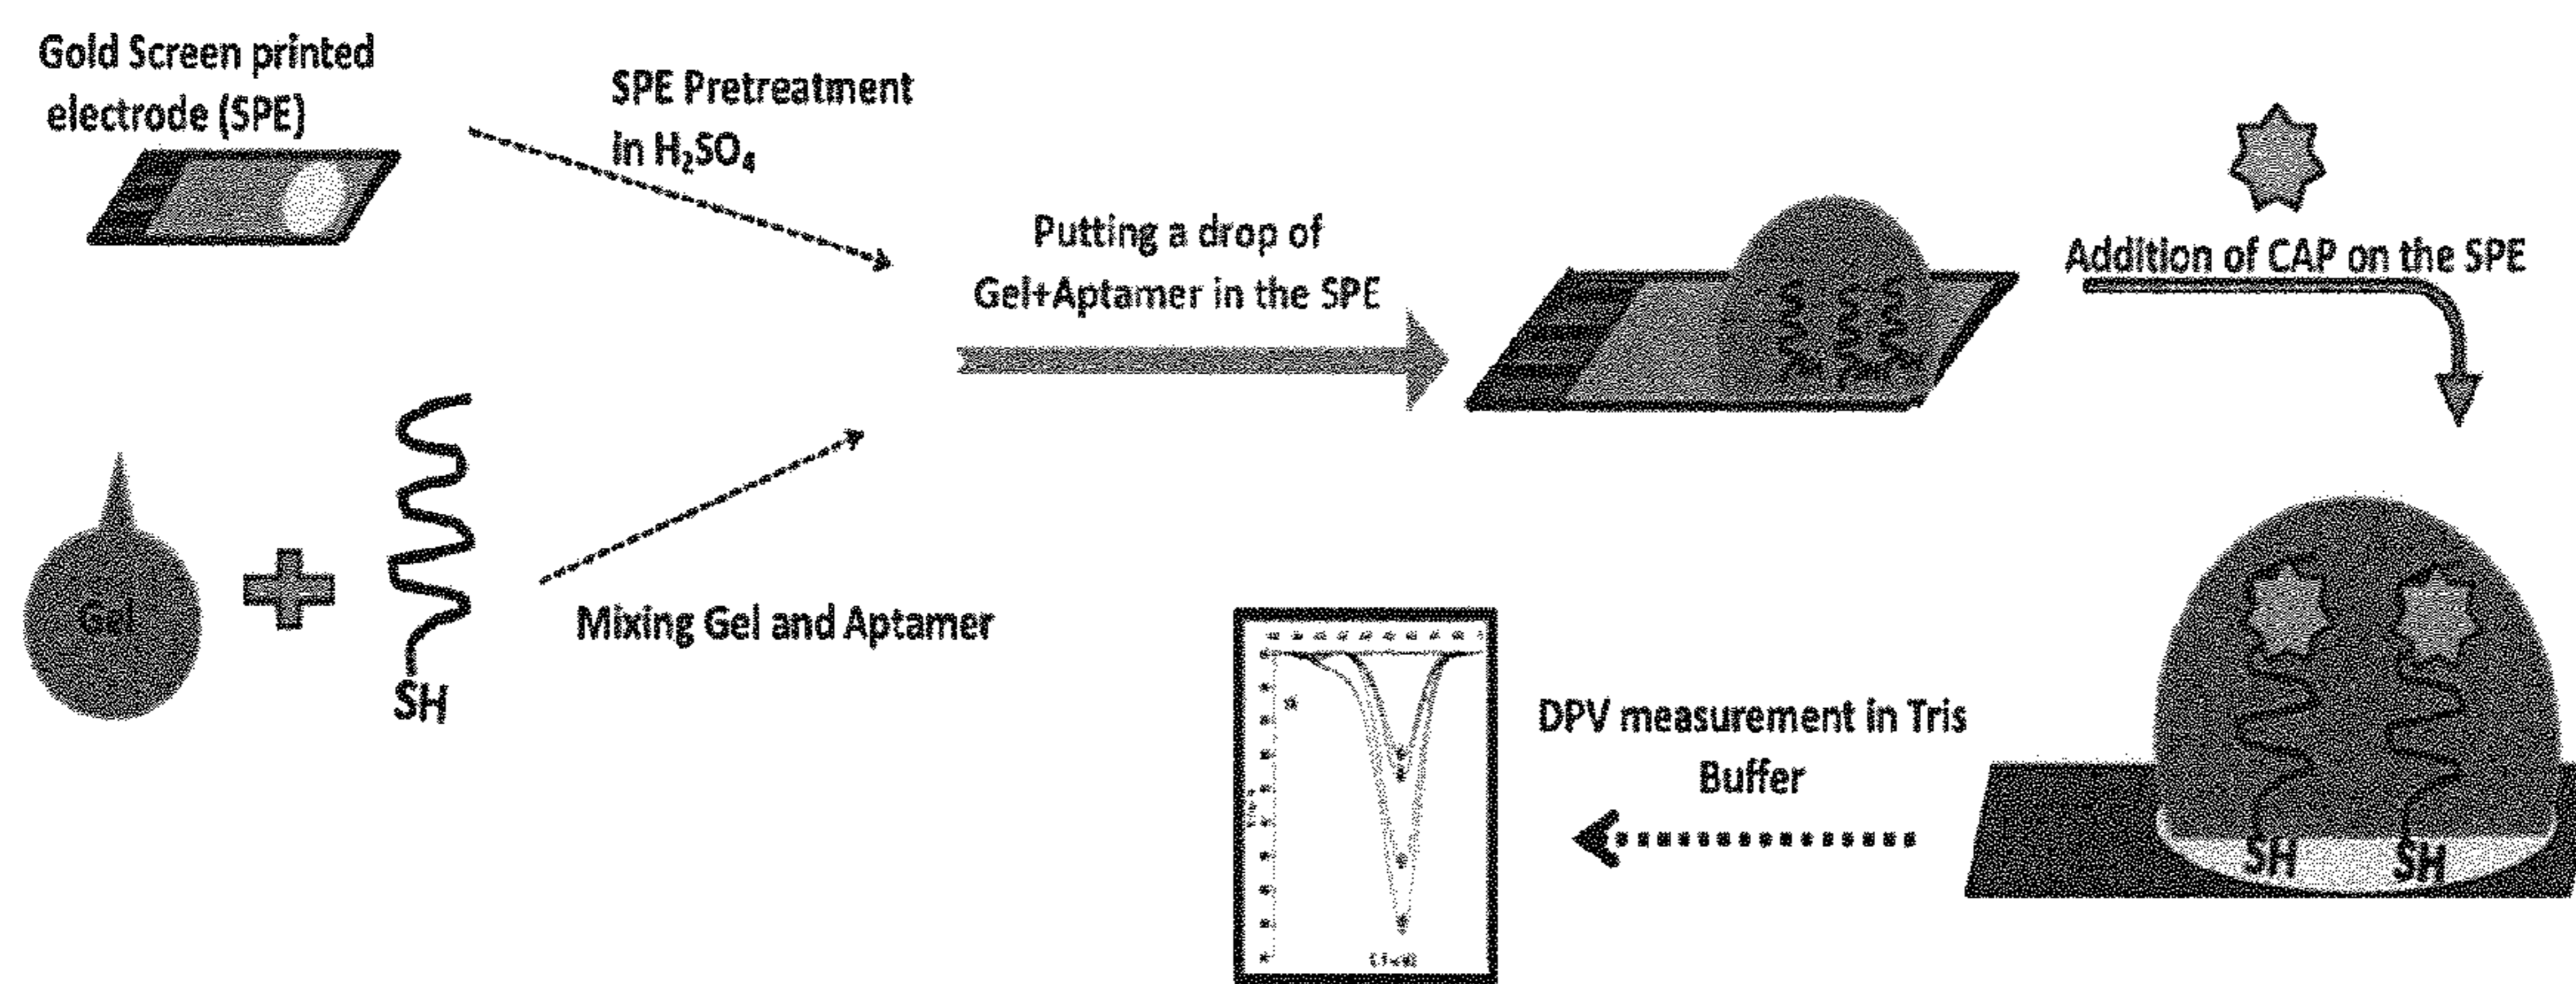 Gold Screen printed
electrode (SPE)
SPE Pretreatment
in H₂SO₄
Putting a drop of
Gel+Aptamer in the SPE
Addition of CAP on the SPE
Gel
SH
Mixing Gel and Aptamer
DPV measurement in Tris
Buffer
SH
SH